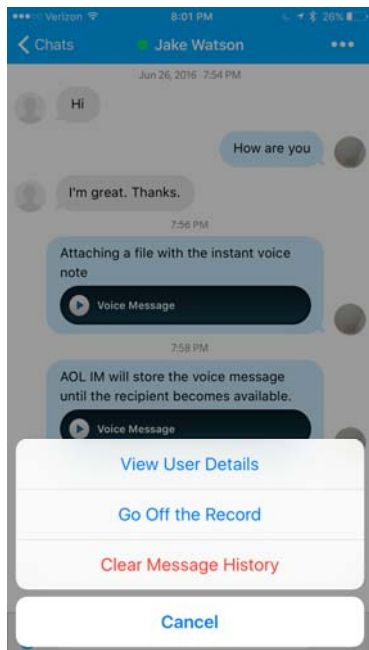 Verizon 8:01 PM 26%
Chats Jake Watson
Jun 26, 2016 7:54 PM
Hi
How are you
I'm great. Thanks.
7:56 PM
Attaching a file with the instant voice
note
Voice Message
7:58 PM
AOL IM will store the voice message
until the recipient becomes available.
Voice Message
View User Details
Go Off the Record
Clear Message History
Cancel